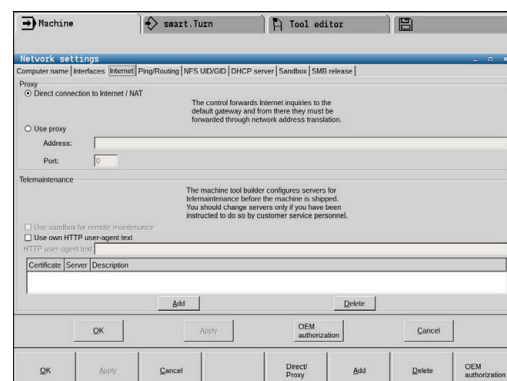 Machine
smart.Turn
Tool editor
Network settings
Computer name Interfaces Internet Ping/Routing NFS UID/GID DHCP server Sandbox SMB release
Proxy
Direct connection to Internet / NAT
The control forwards Internet inquiries to the
default gateway and from there they must be
forwarded through network address translation.
Use proxy
Address:
Port:
0
Telemaintenance
The machine tool builder configures servers for
telemaintenance before the machine is shipped.
You should change servers only if you have been
instructed to do so by customer service personnel.
Use sandbox for remote maintenance
Use own HTTP user-agent text
HTTP user-agent text
Certificate Server Description
Add
Delete
OK
Apply
OEM
authorization
Cancel
OK
Apply
Cancel
Direct/
Proxy
Add
Delete
OEM
authorization